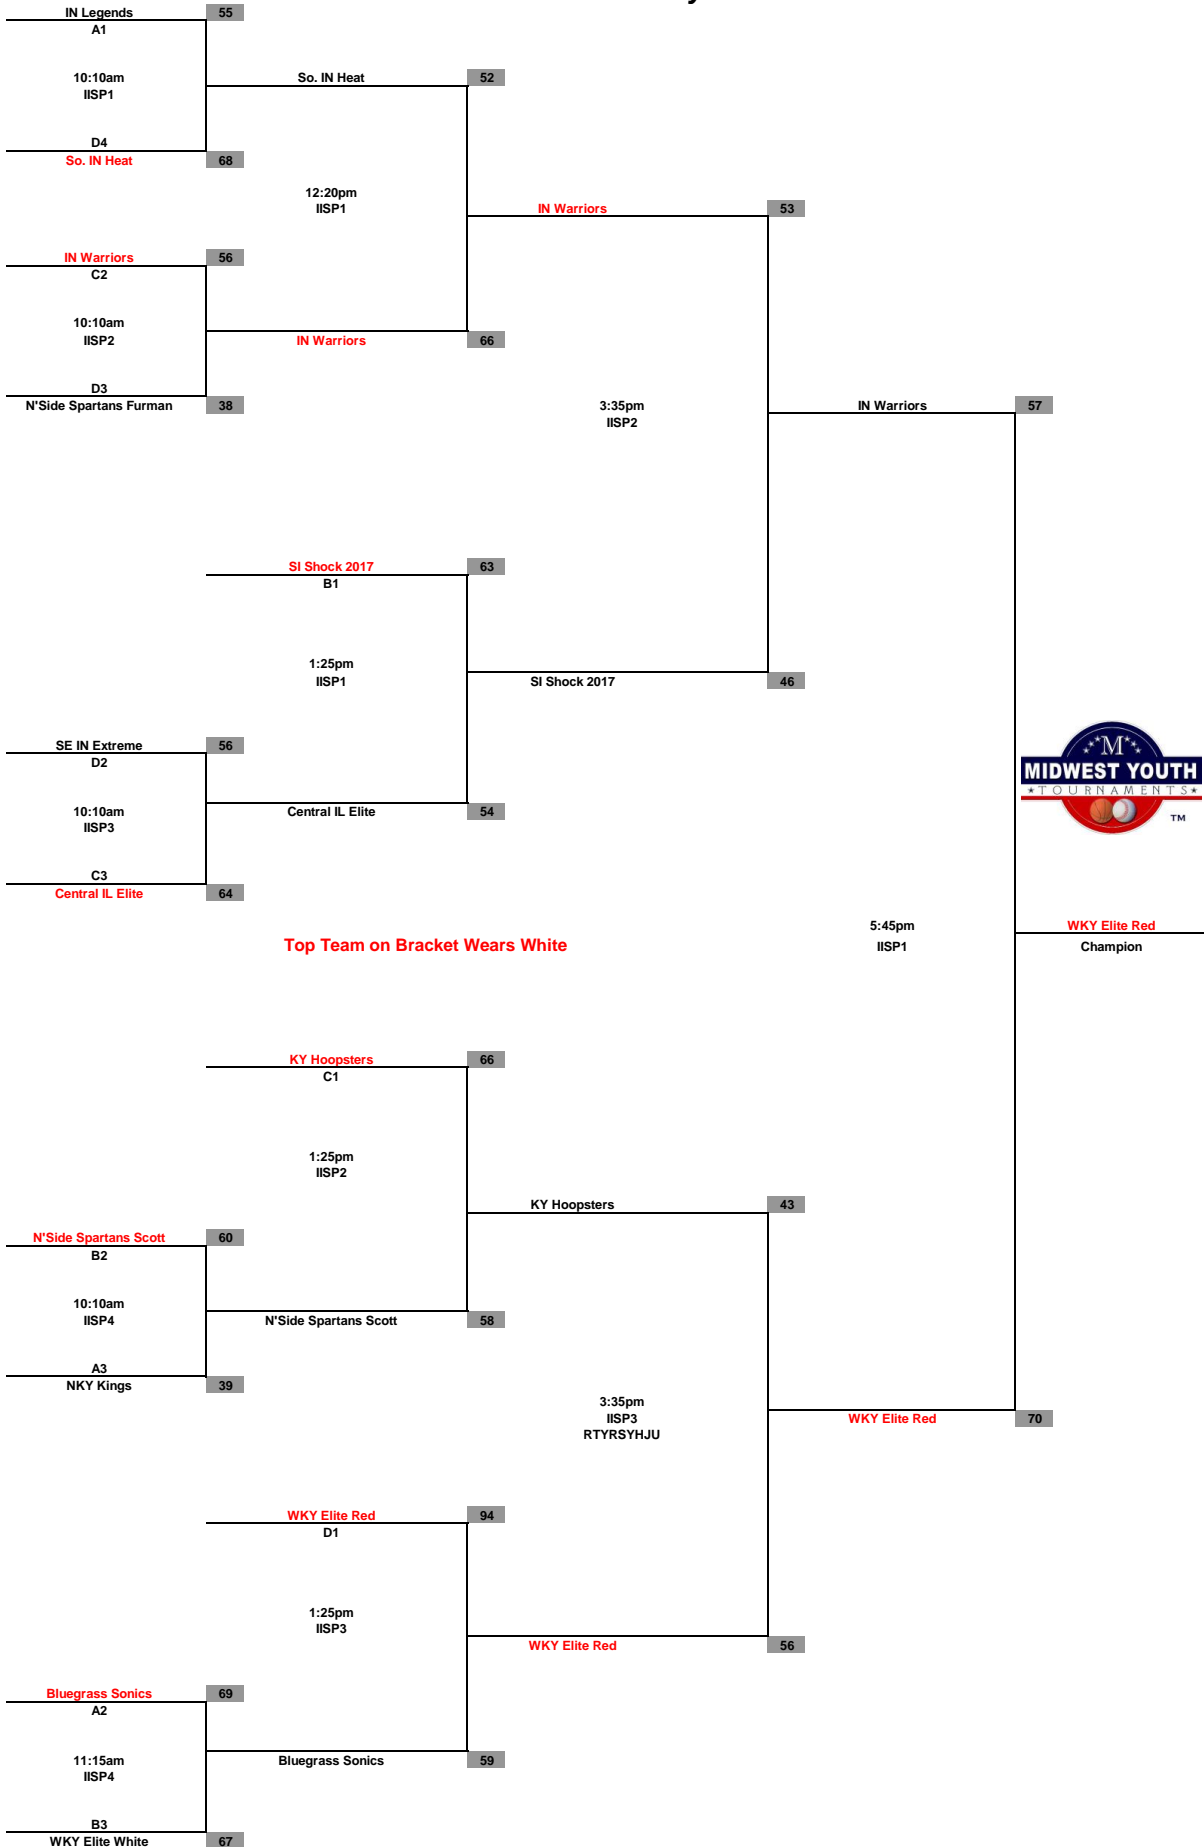 IN Legends 55
A1
10:10am
IISP1
So. IN Heat 52
D4
So. IN Heat 68
12:20pm
IISP1
IN Warriors 53
IN Warriors 56
C2
10:10am
IISP2
IN Warriors 66
D3
N'Side Spartans Furman 38
3:35pm
IISP2
IN Warriors 57
SI Shock 2017 63
B1
1:25pm
IISP1
SI Shock 2017 46
SE IN Extreme 56
D2
10:10am
IISP3
Central IL Elite 54
C3
Central IL Elite 64
M
MIDWEST YOUTH
TOURNAMENTS
TM
Top Team on Bracket Wears White
5:45pm
IISP1
WKY Elite Red
Champion
KY Hoopsters 66
C1
1:25pm
IISP2
KY Hoopsters 43
N'Side Spartans Scott 60
B2
10:10am
IISP4
N'Side Spartans Scott 58
A3
NKY Kings 39
3:35pm
IISP3
RTYRSYHJU
WKY Elite Red 70
WKY Elite Red 94
D1
1:25pm
IISP3
WKY Elite Red 56
Bluegrass Sonics 69
A2
11:15am
IISP4
Bluegrass Sonics 59
B3
WKY Elite White 67